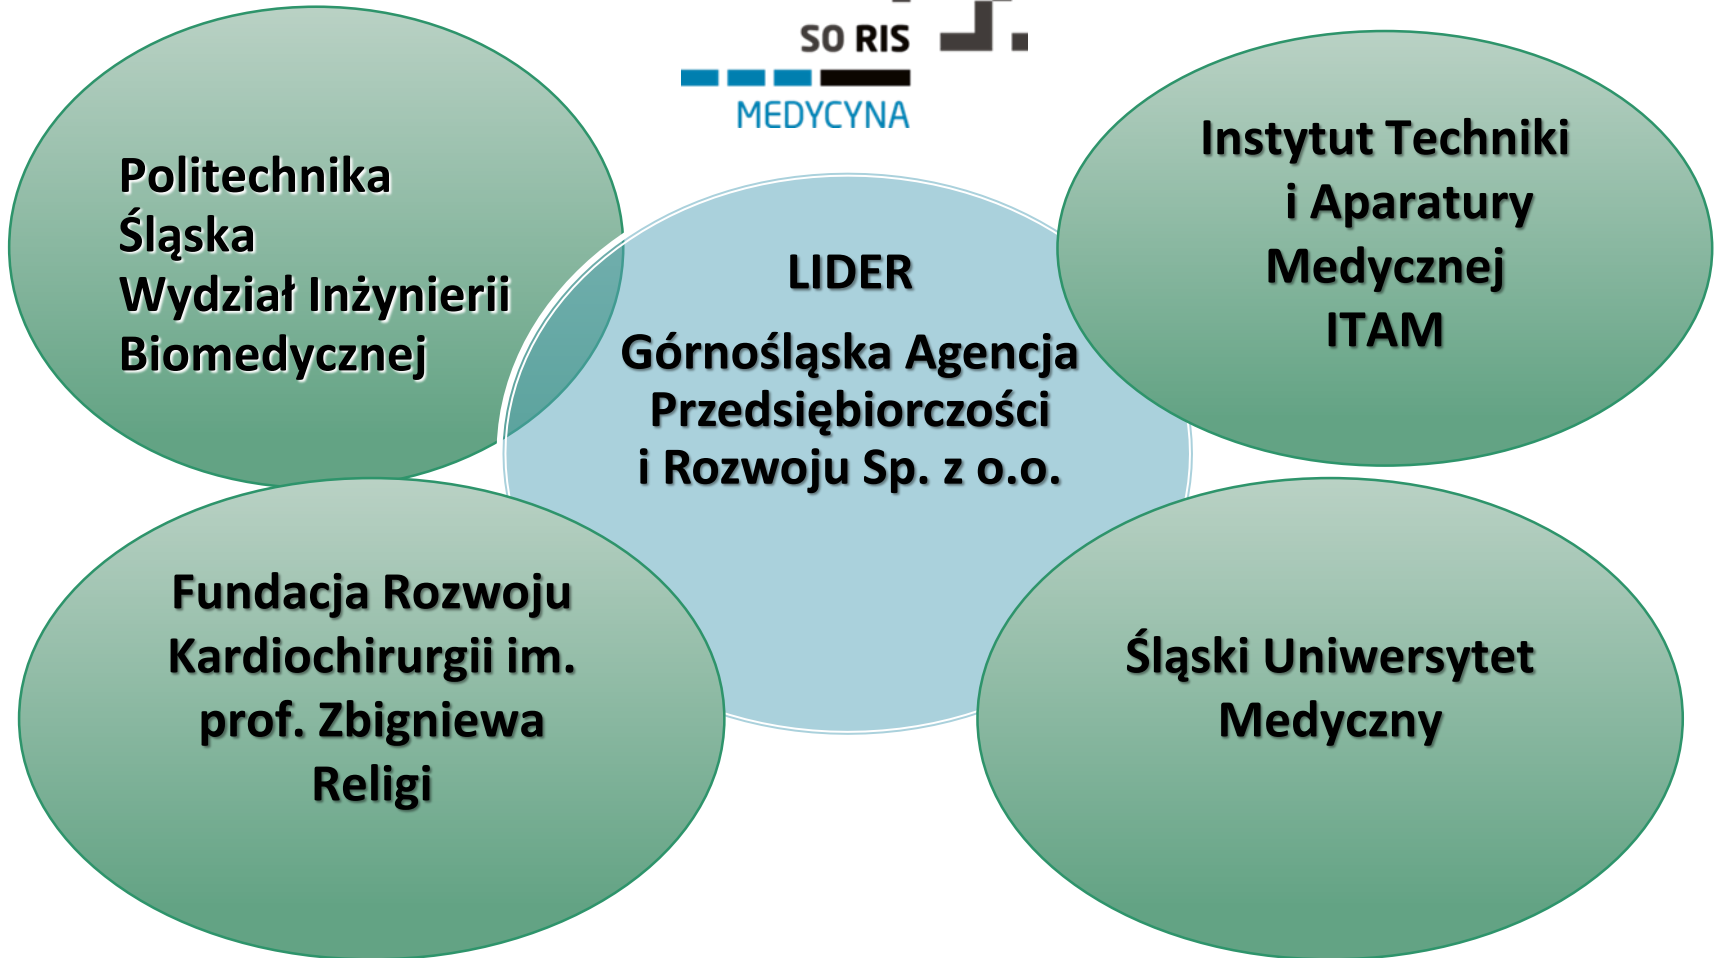 SO RIS
MEDYCYNA
Politechnika
Śląska
Wydział Inżynierii
Biomedycznej
LIDER
Górnośląska Agencja
Przedsiębiorczości
i Rozwoju Sp. z o.o.
Instytut Techniki
i Aparatury
Medycznej
ITAM
Fundacja Rozwoju
Kardiochirurgii im.
prof. Zbigniewa
Religi
Śląski Uniwersytet
Medyczny